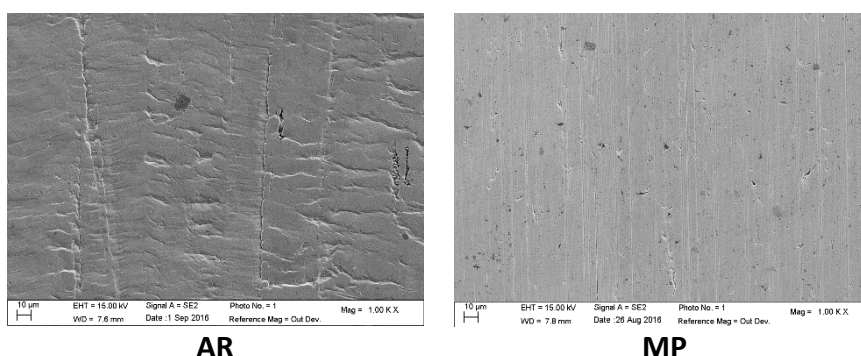 10 µm
EHT = 15.00 kV
Signal A = SE2
Photo No. = 1
WD = 7.6 mm
Date :1 Sep 2016
Reference Mag = Out Dev.
Mag = 1.00 K X
AR
10 µm
EHT = 15.00 kV
Signal A = SE2
Photo No. = 1
WD = 7.8 mm
Date :26 Aug 2016
Reference Mag = Out Dev.
Mag = 1.00 K X
MP